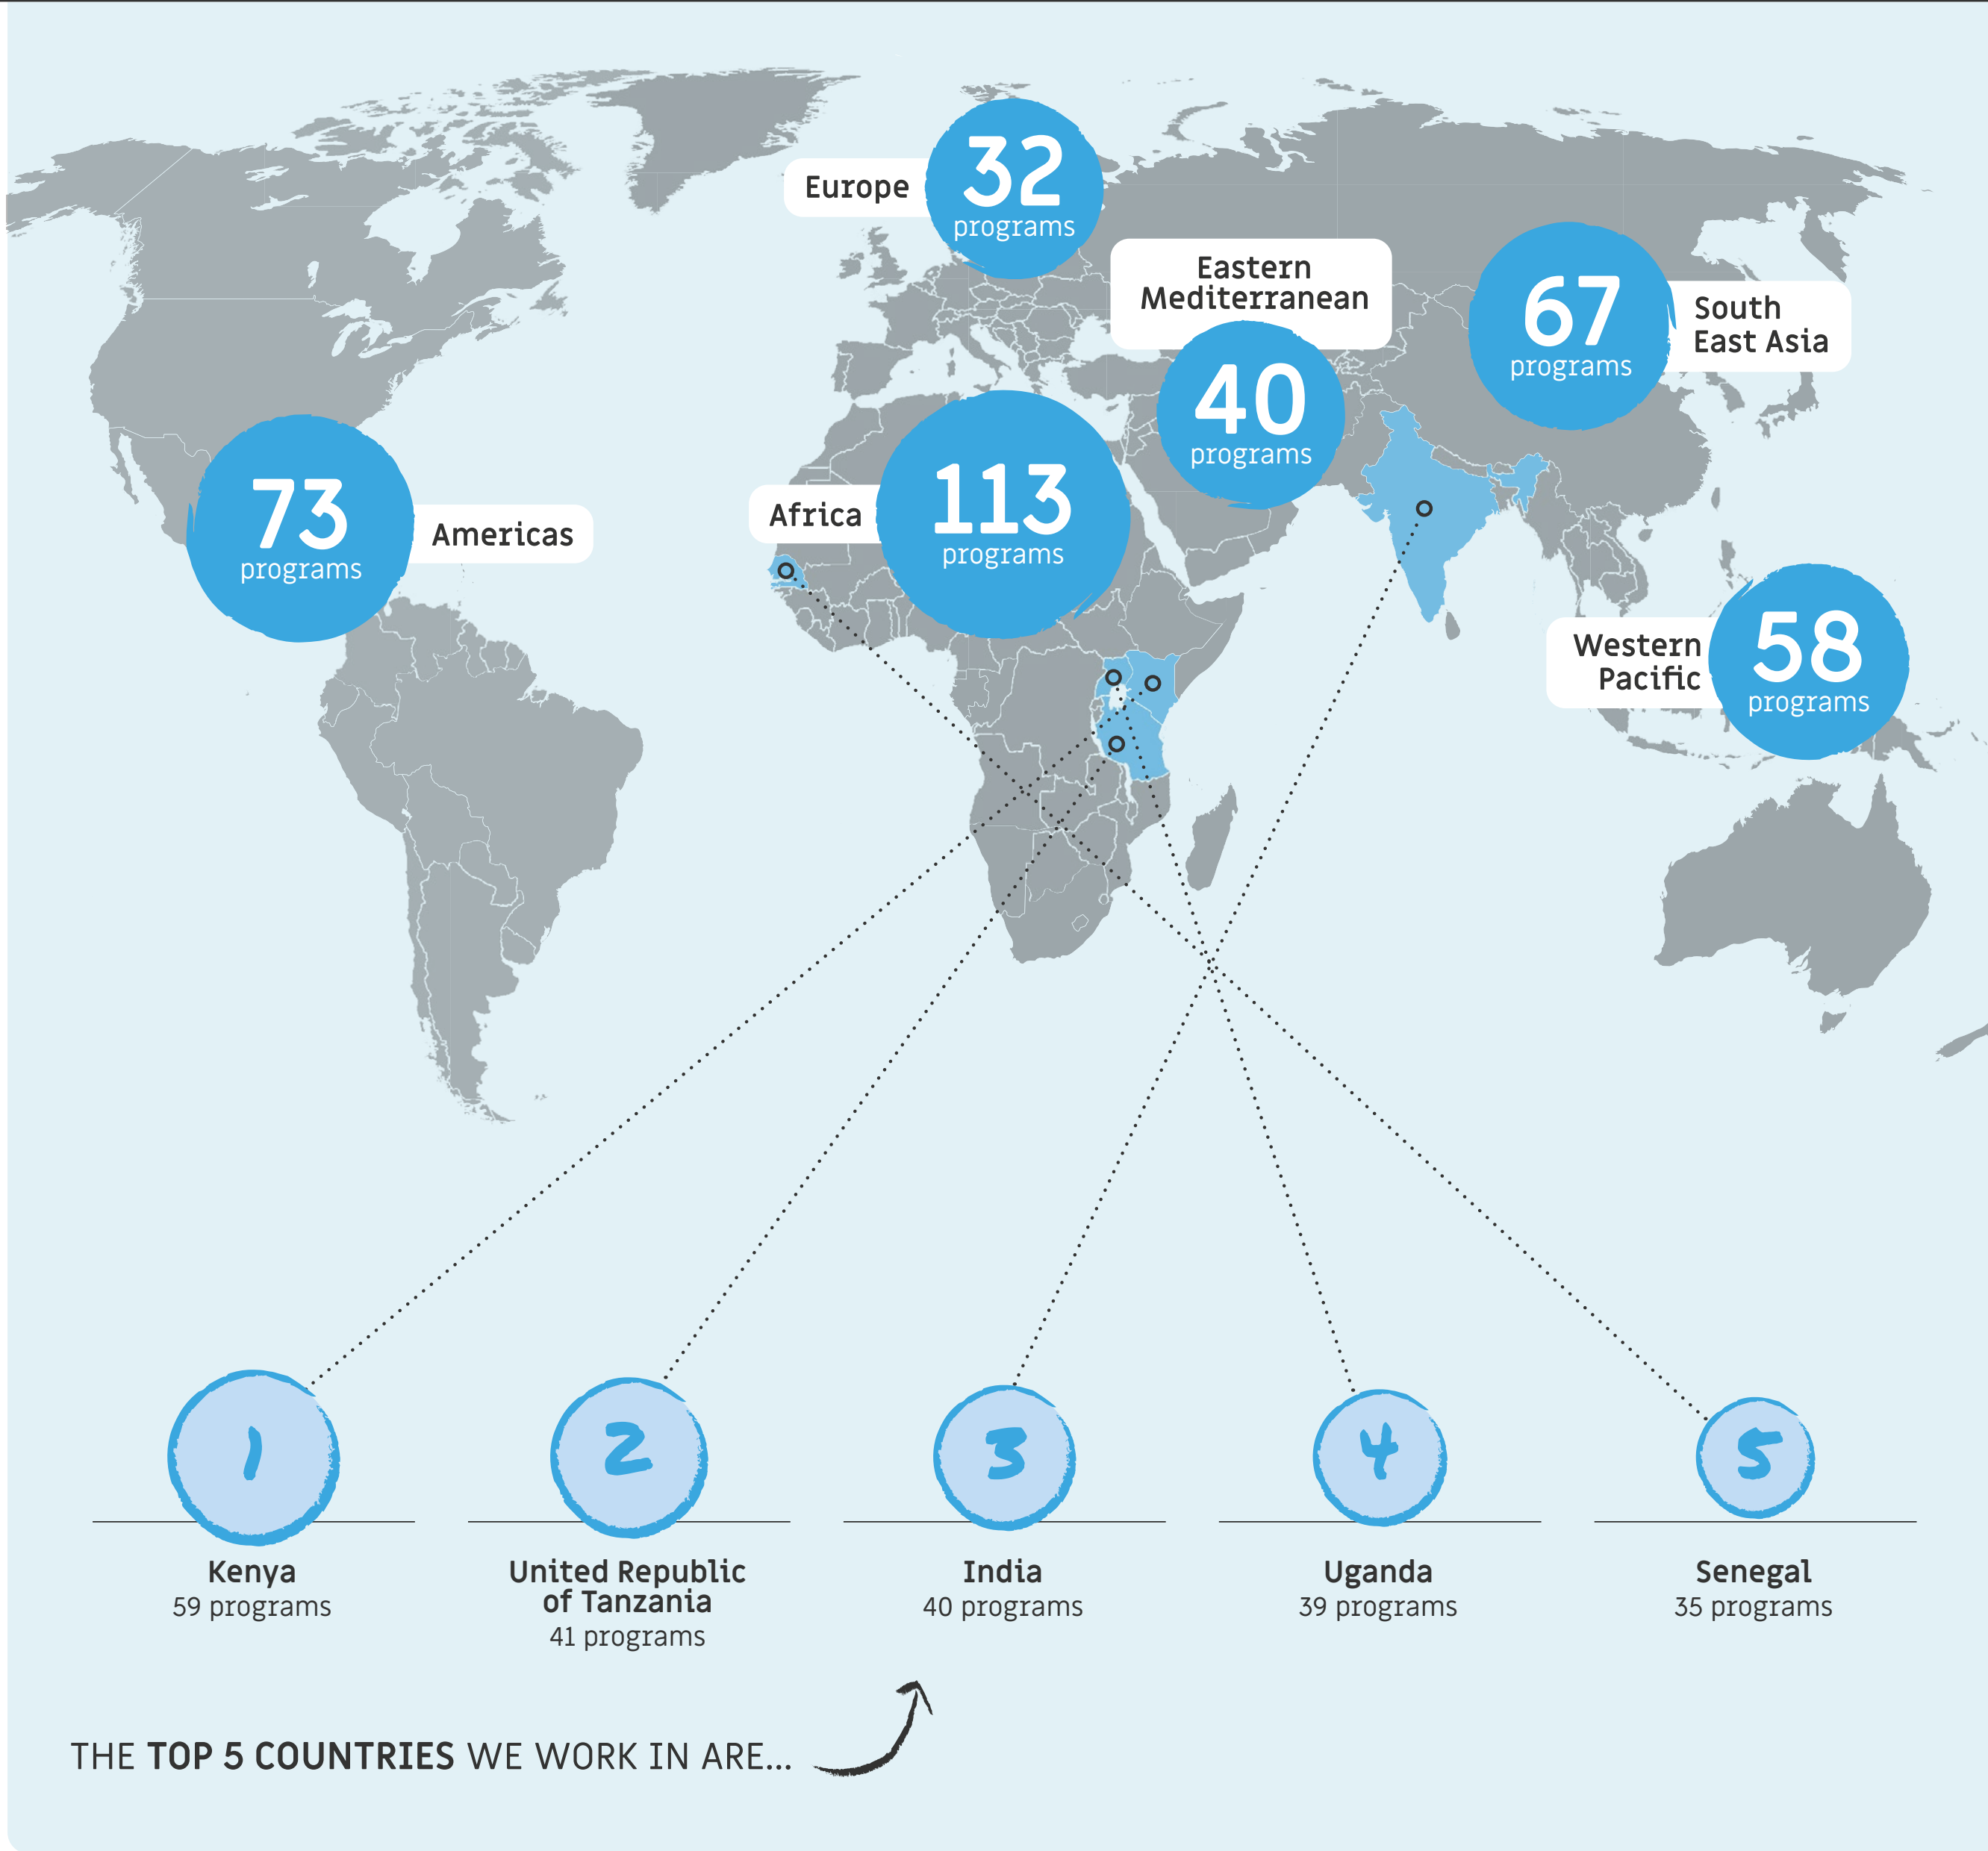 32
programs
Europe
Eastern
Mediterranean
40
programs
67
programs
South
East Asia
73
programs
Americas
Africa
113
programs
Western
Pacific
58
programs
1
2
3
4
5
Kenya
59 programs
United Republic
of Tanzania
41 programs
India
40 programs
Uganda
39 programs
Senegal
35 programs
THE TOP 5 COUNTRIES WE WORK IN ARE...